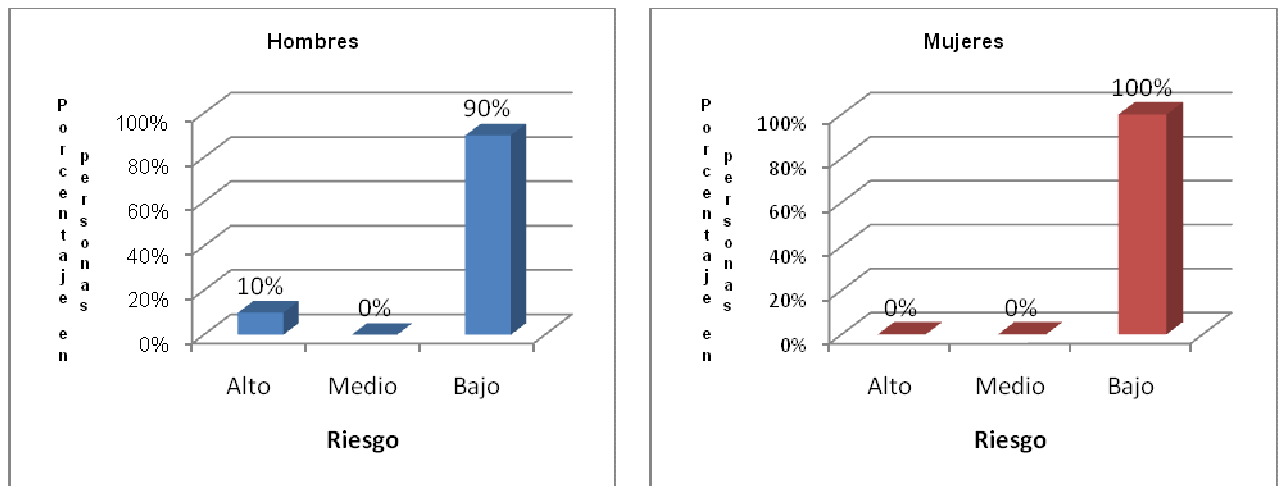 Hombres
Porcentaje en
personas
100%
80%
60%
40%
20%
0%
10%
0%
90%
Alto Medio Bajo
Riesgo
Mujeres
Porcentaje en
personas
100%
80%
60%
40%
20%
0%
0%
0%
100%
Alto Medio Bajo
Riesgo